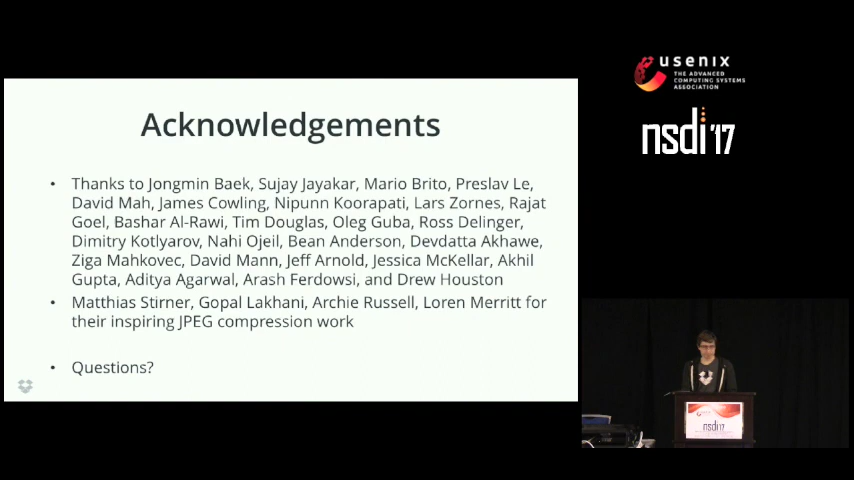 Acknowledgements
• Thanks to Jongmin Baek, Sujay Jayakar, Mario Brito, Preslav Le,
David Mah, James Cowling, Nipunn Koorapati, Lars Zornes, Rajat
Goel, Bashar Al-Rawi, Tim Douglas, Oleg Guba, Ross Delinger,
Dimitry Kotlyarov, Nahi Ojeil, Bean Anderson, Devdatta Akhawe,
Ziga Mahkovec, David Mann, Jeff Arnold, Jessica McKellar, Akhil
Gupta, Aditya Agarwal, Arash Ferdowsi, and Drew Houston
• Matthias Stirner, Gopal Lakhani, Archie Russell, Loren Merritt for
their inspiring JPEG compression work
• Questions?
usenix
THE ADVANCED
COMPUTING SYSTEMS
ASSOCIATION
nsdi'17
nsdi'17